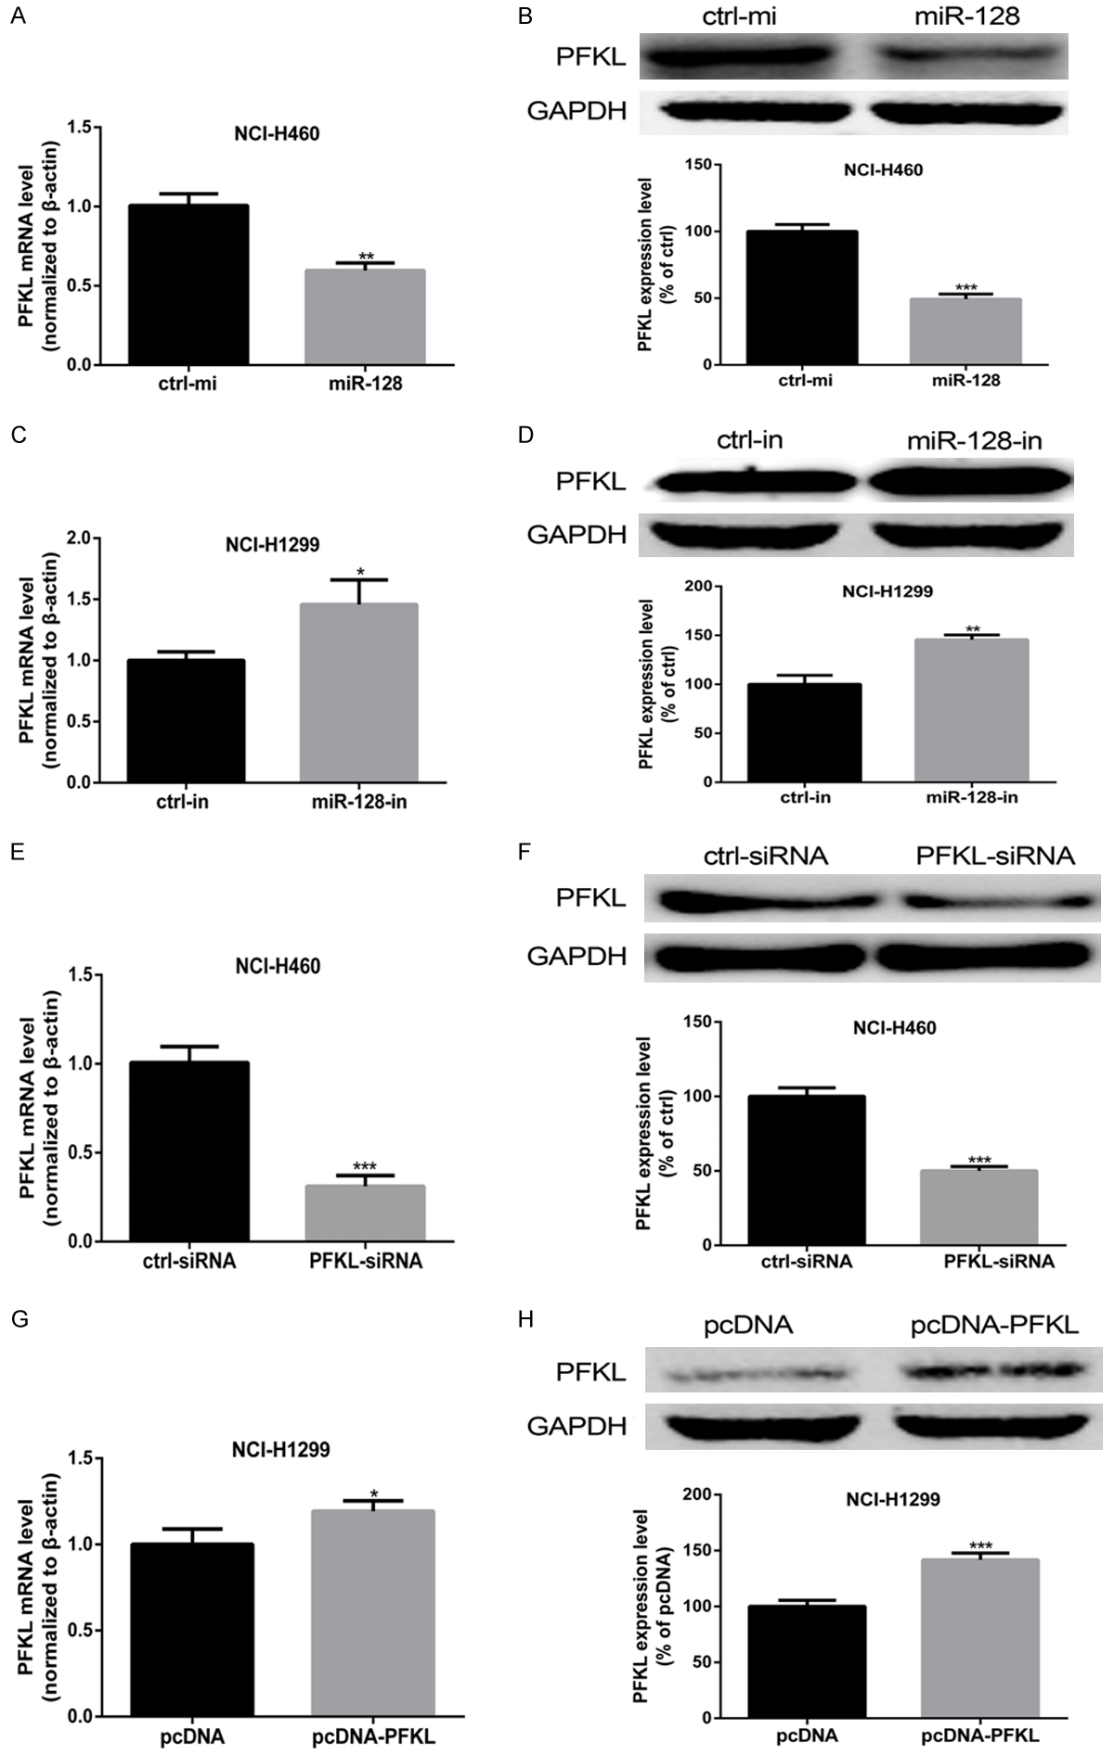 A
NCI-H460
PFKL mRNA level
(normalized to β-actin)
1.5
1.0
0.5
0.0
**
ctrl-mi miR-128
B
ctrl-mi miR-128
PFKL
GAPDH
NCI-H460
PFKL expression level
(% of ctrl)
150
100
50
0
***
ctrl-mi miR-128
C
NCI-H1299
PFKL mRNA level
(normalized to β-actin)
2.0
1.5
1.0
0.5
0.0
*
ctrl-in miR-128-in
D
ctrl-in miR-128-in
PFKL
GAPDH
NCI-H1299
PFKL expression level
(% of ctrl)
200
150
100
50
0
**
ctrl-in miR-128-in
E
NCI-H460
PFKL mRNA level
(normalized to β-actin)
1.5
1.0
0.5
0.0
***
ctrl-siRNA PFKL-siRNA
F
ctrl-siRNA PFKL-siRNA
PFKL
GAPDH
NCI-H460
PFKL expression level
(% of ctrl)
150
100
50
0
***
ctrl-siRNA PFKL-siRNA
G
NCI-H1299
PFKL mRNA level
(normalized to β-actin)
1.5
1.0
0.5
0.0
*
pcDNA pcDNA-PFKL
H
pcDNA pcDNA-PFKL
PFKL
GAPDH
NCI-H1299
PFKL expression level
(% of pcDNA)
200
150
100
50
0
***
pcDNA pcDNA-PFKL